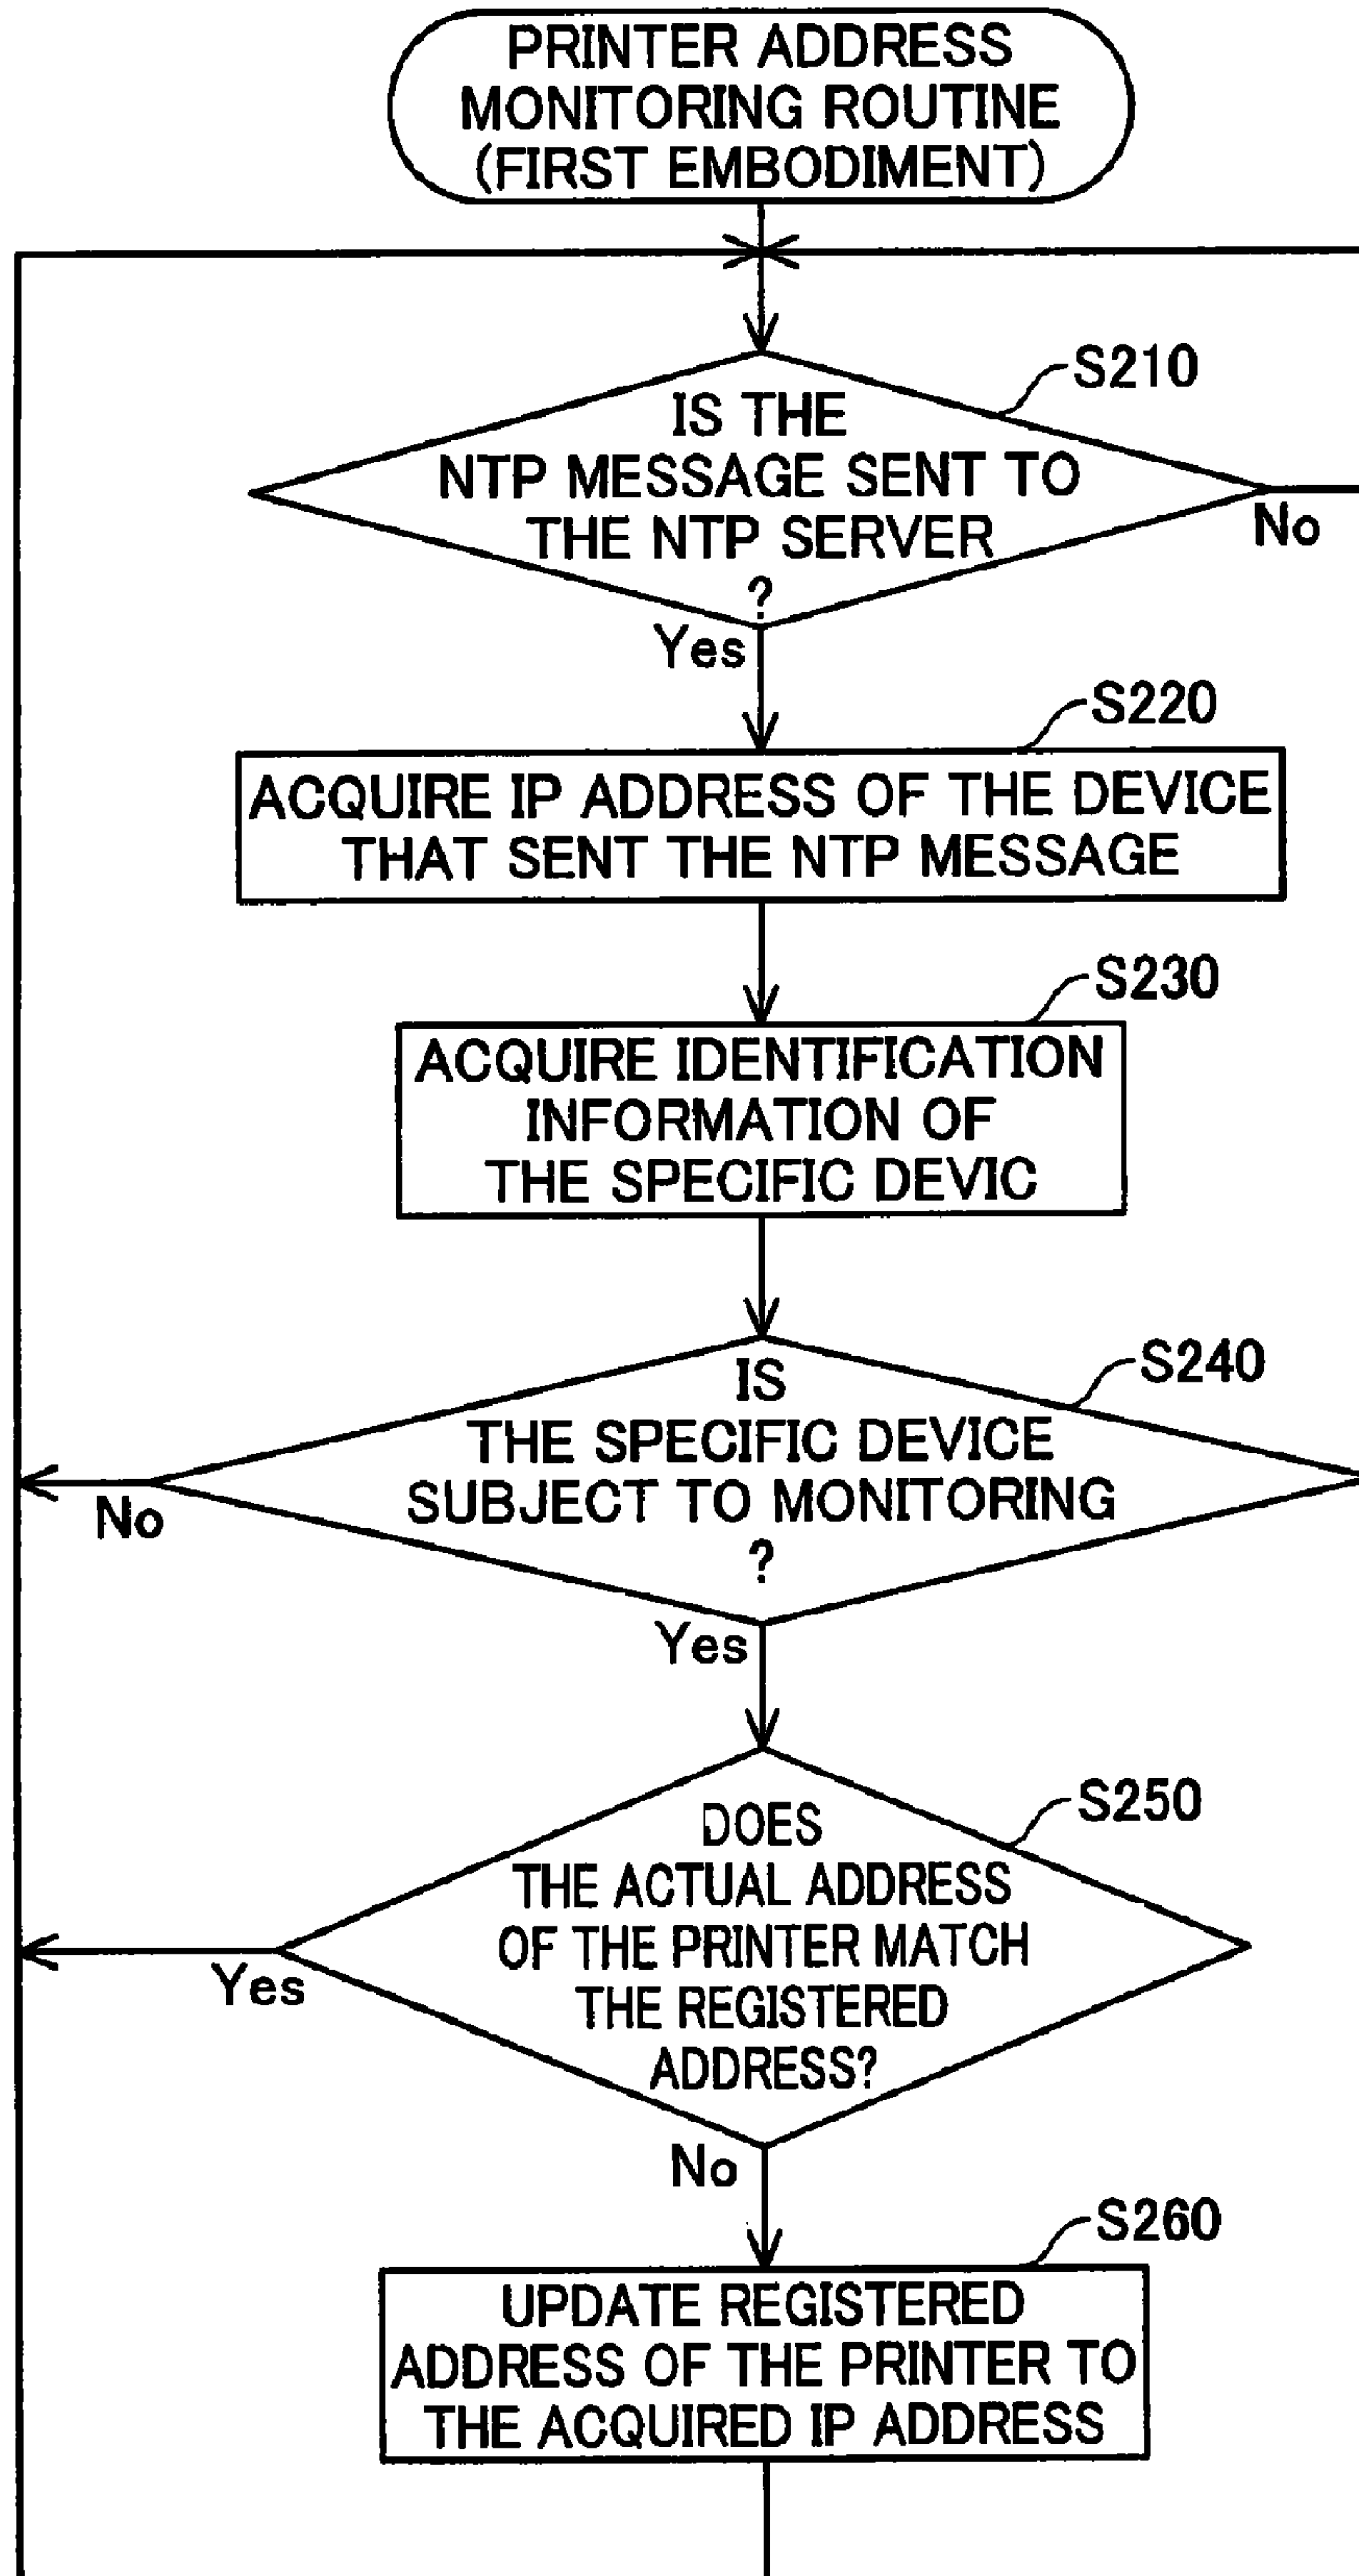 PRINTER ADDRESS
MONITORING ROUTINE
(FIRST EMBODIMENT)
S210
IS THE
NTP MESSAGE SENT TO
THE NTP SERVER
?
No
Yes
S220
ACQUIRE IP ADDRESS OF THE DEVICE
THAT SENT THE NTP MESSAGE
S230
ACQUIRE IDENTIFICATION
INFORMATION OF
THE SPECIFIC DEVIC
S240
IS
THE SPECIFIC DEVICE
SUBJECT TO MONITORING
?
No
Yes
S250
DOES
THE ACTUAL ADDRESS
OF THE PRINTER MATCH
THE REGISTERED
ADDRESS?
Yes
No
S260
UPDATE REGISTERED
ADDRESS OF THE PRINTER TO
THE ACQUIRED IP ADDRESS